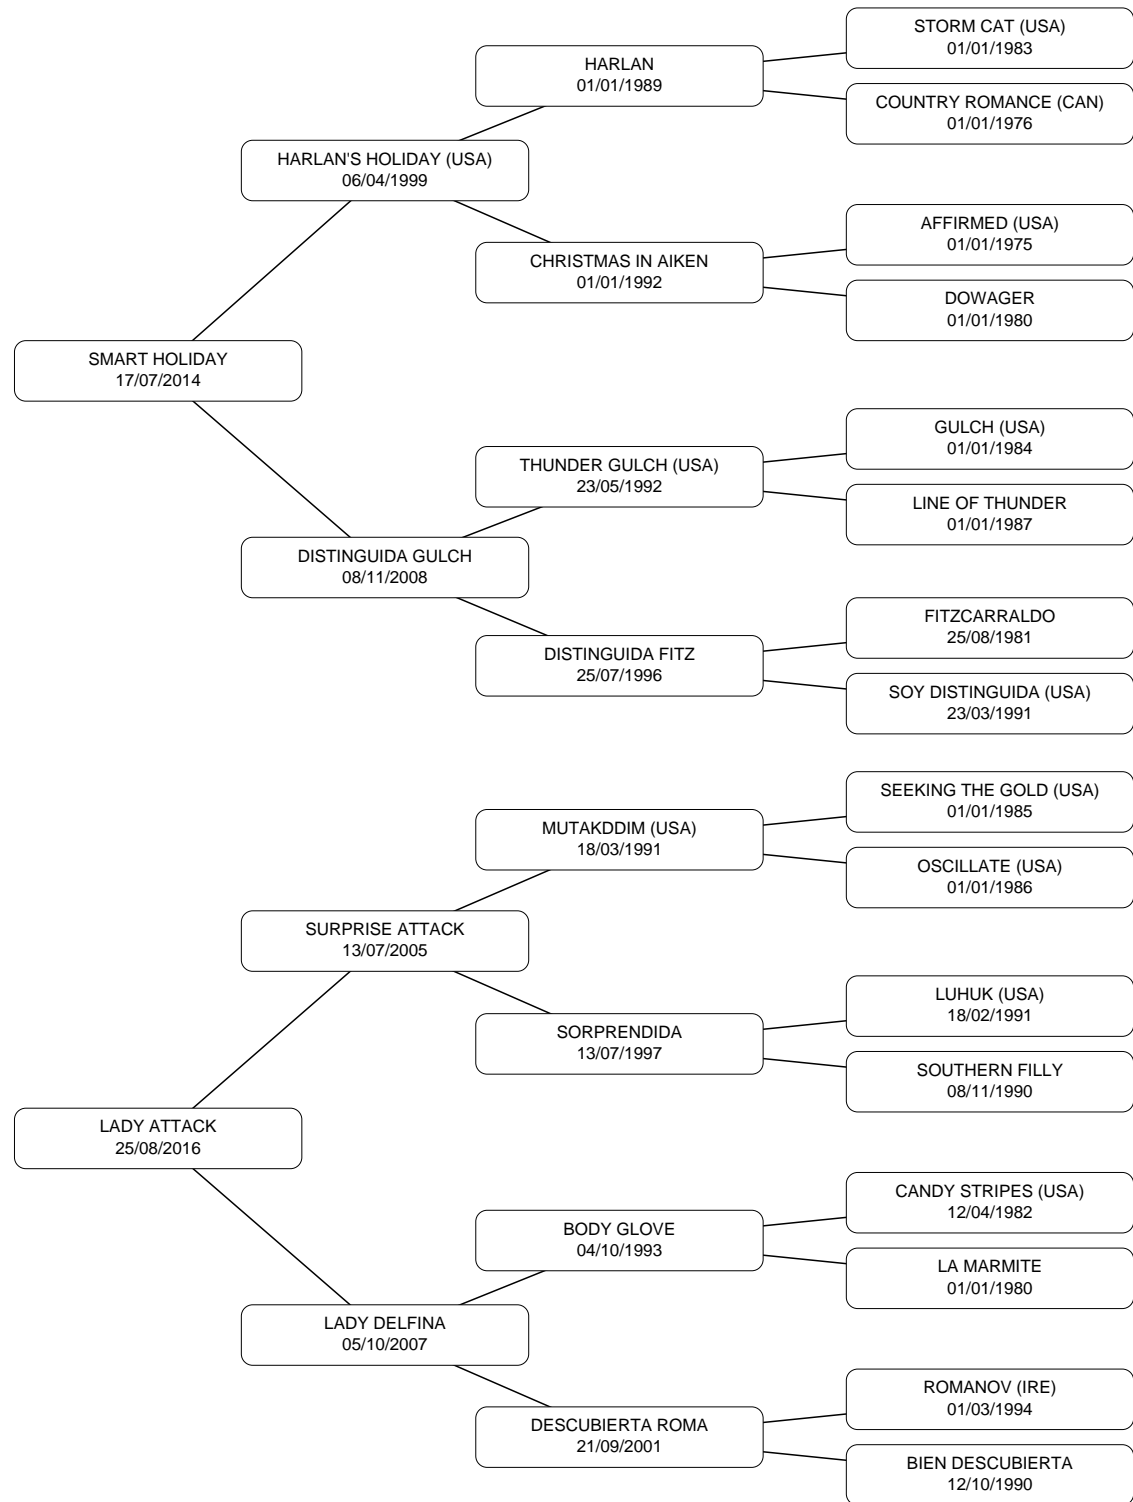 STORM CAT (USA)
01/01/1983
HARLAN
01/01/1989
COUNTRY ROMANCE (CAN)
01/01/1976
HARLAN'S HOLIDAY (USA)
06/04/1999
AFFIRMED (USA)
01/01/1975
CHRISTMAS IN AIKEN
01/01/1992
DOWAGER
01/01/1980
SMART HOLIDAY
17/07/2014
GULCH (USA)
01/01/1984
THUNDER GULCH (USA)
23/05/1992
LINE OF THUNDER
01/01/1987
DISTINGUIDA GULCH
08/11/2008
FITZCARRALDO
25/08/1981
DISTINGUIDA FITZ
25/07/1996
SOY DISTINGUIDA (USA)
23/03/1991
SEEKING THE GOLD (USA)
01/01/1985
MUTAKDDIM (USA)
18/03/1991
OSCILLATE (USA)
01/01/1986
SURPRISE ATTACK
13/07/2005
LUHUK (USA)
18/02/1991
SORPRENDIDA
13/07/1997
SOUTHERN FILLY
08/11/1990
LADY ATTACK
25/08/2016
CANDY STRIPES (USA)
12/04/1982
BODY GLOVE
04/10/1993
LA MARMITE
01/01/1980
LADY DELFINA
05/10/2007
ROMANOV (IRE)
01/03/1994
DESCUBIERTA ROMA
21/09/2001
BIEN DESCUBIERTA
12/10/1990